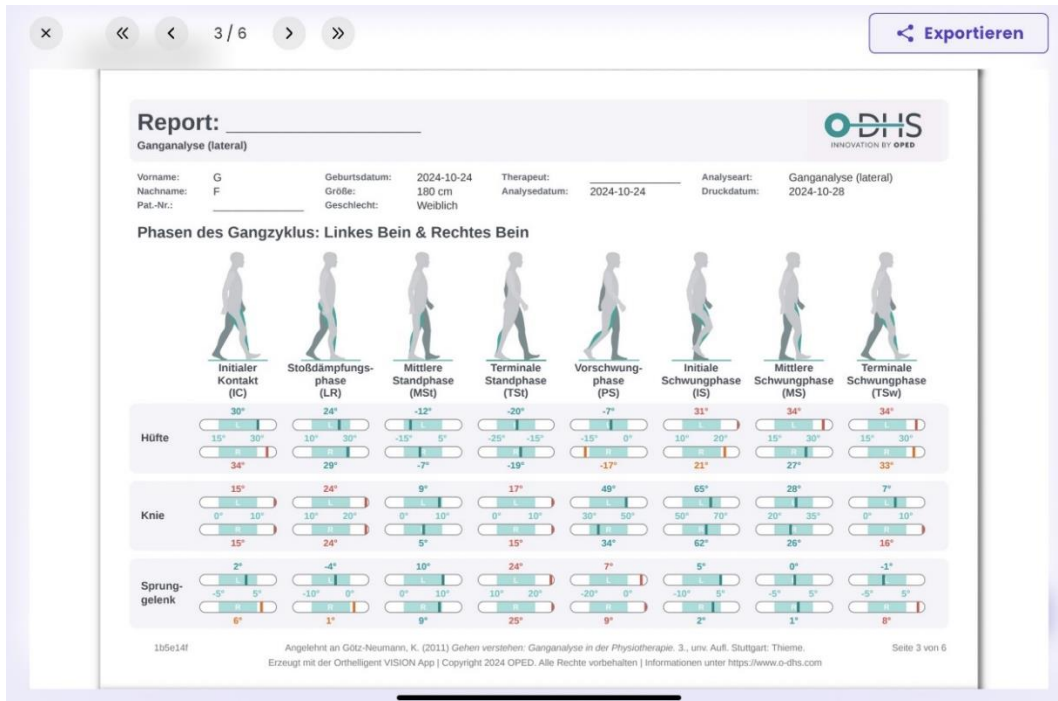 × « < 3 / 6 > » Exportieren
Report: ____________________
Ganganalyse (lateral)
O-DHS
INNOVATION BY OPED
Vorname: G Geburtsdatum: 2024-10-24 Therapeut: ______________ Analyseart: Ganganalyse (lateral)
Nachname: F Größe: 180 cm Analysedatum: 2024-10-24 Druckdatum: 2024-10-28
Pat.-Nr.: ______________ Geschlecht: Weiblich
Phasen des Gangzyklus: Linkes Bein & Rechtes Bein
Initialer Stoßdämpfungs- Mittlere Terminale Vorschwung- Initiale Mittlere Terminale
Kontakt phase Standphase Standphase phase Schwungphase Schwungphase Schwungphase
(IC) (LR) (MSt) (TSt) (PS) (IS) (MS) (TSw)
30° 24° -12° -20° -7° 31° 34° 34°
L L L L L L L L
Hüfte 15° 30° 10° 30° -15° 5° -25° -15° -15° 0° 10° 20° 15° 30° 15° 30°
R R R R R R R R
34° 29° -7° -19° -17° 21° 27° 33°
15° 24° 9° 17° 49° 65° 28° 7°
L L L L L L L L
Knie 0° 10° 10° 20° 0° 10° 0° 10° 30° 50° 50° 70° 20° 35° 0° 10°
R R R R R R R R
15° 24° 5° 15° 34° 62° 26° 16°
2° -4° 10° 24° 7° 5° 0° -1°
L L L L L L L L
Sprung-
gelenk -5° 5° -10° 0° 0° 10° 10° 20° -20° 0° -10° 5° -5° 5° -5° 5°
R R R R R R R R
6° 1° 9° 25° 9° 2° 1° 8°
1b5e14f Angelehnt an Götz-Neumann, K. (2011) Gehen verstehen: Ganganalyse in der Physiotherapie. 3., unv. Aufl. Stuttgart: Thieme. Seite 3 von 6
Erzeugt mit der Orthelligent VISION App | Copyright 2024 OPED. Alle Rechte vorbehalten | Informationen unter https://www.o-dhs.com